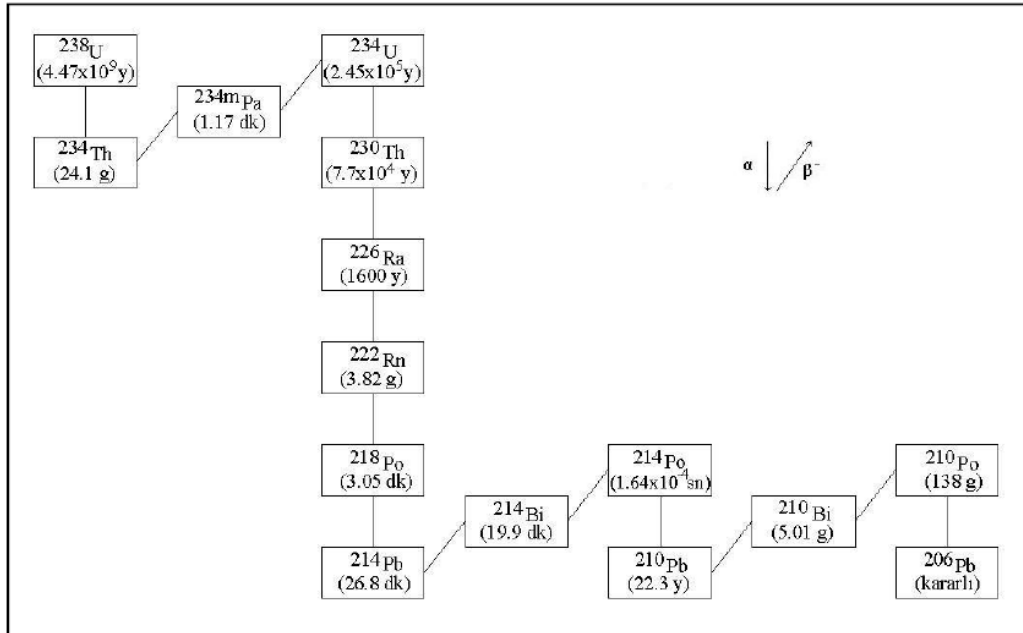 ²³⁸U
(4.47x10⁹y)
²³⁴U
(2.45x10⁵y)
²³⁴ᵐPa
(1.17 dk)
²³⁴Th
(24.1 g)
²³⁰Th
(7.7x10⁴ y)
α
β⁻
²²⁶Ra
(1600 y)
²²²Rn
(3.82 g)
²¹⁸Po
(3.05 dk)
²¹⁴Po
(1.64x10⁻⁴sn)
²¹⁰Po
(138 g)
²¹⁴Bi
(19.9 dk)
²¹⁰Bi
(5.01 g)
²¹⁴Pb
(26.8 dk)
²¹⁰Pb
(22.3 y)
²⁰⁶Pb
(kararlı)